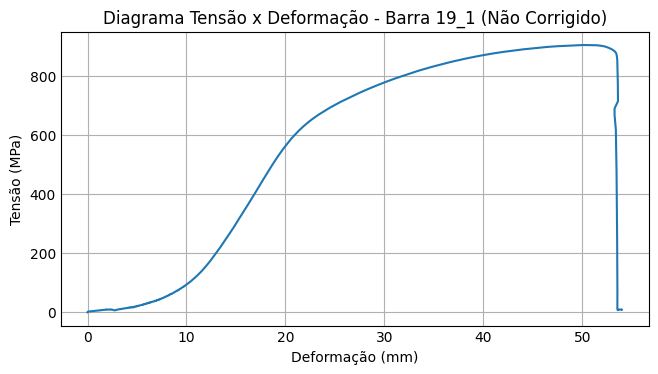 Diagrama Tensão x Deformação - Barra 19_1 (Não Corrigido)
Tensão (MPa)
800
600
400
200
0
0 10 20 30 40 50
Deformação (mm)